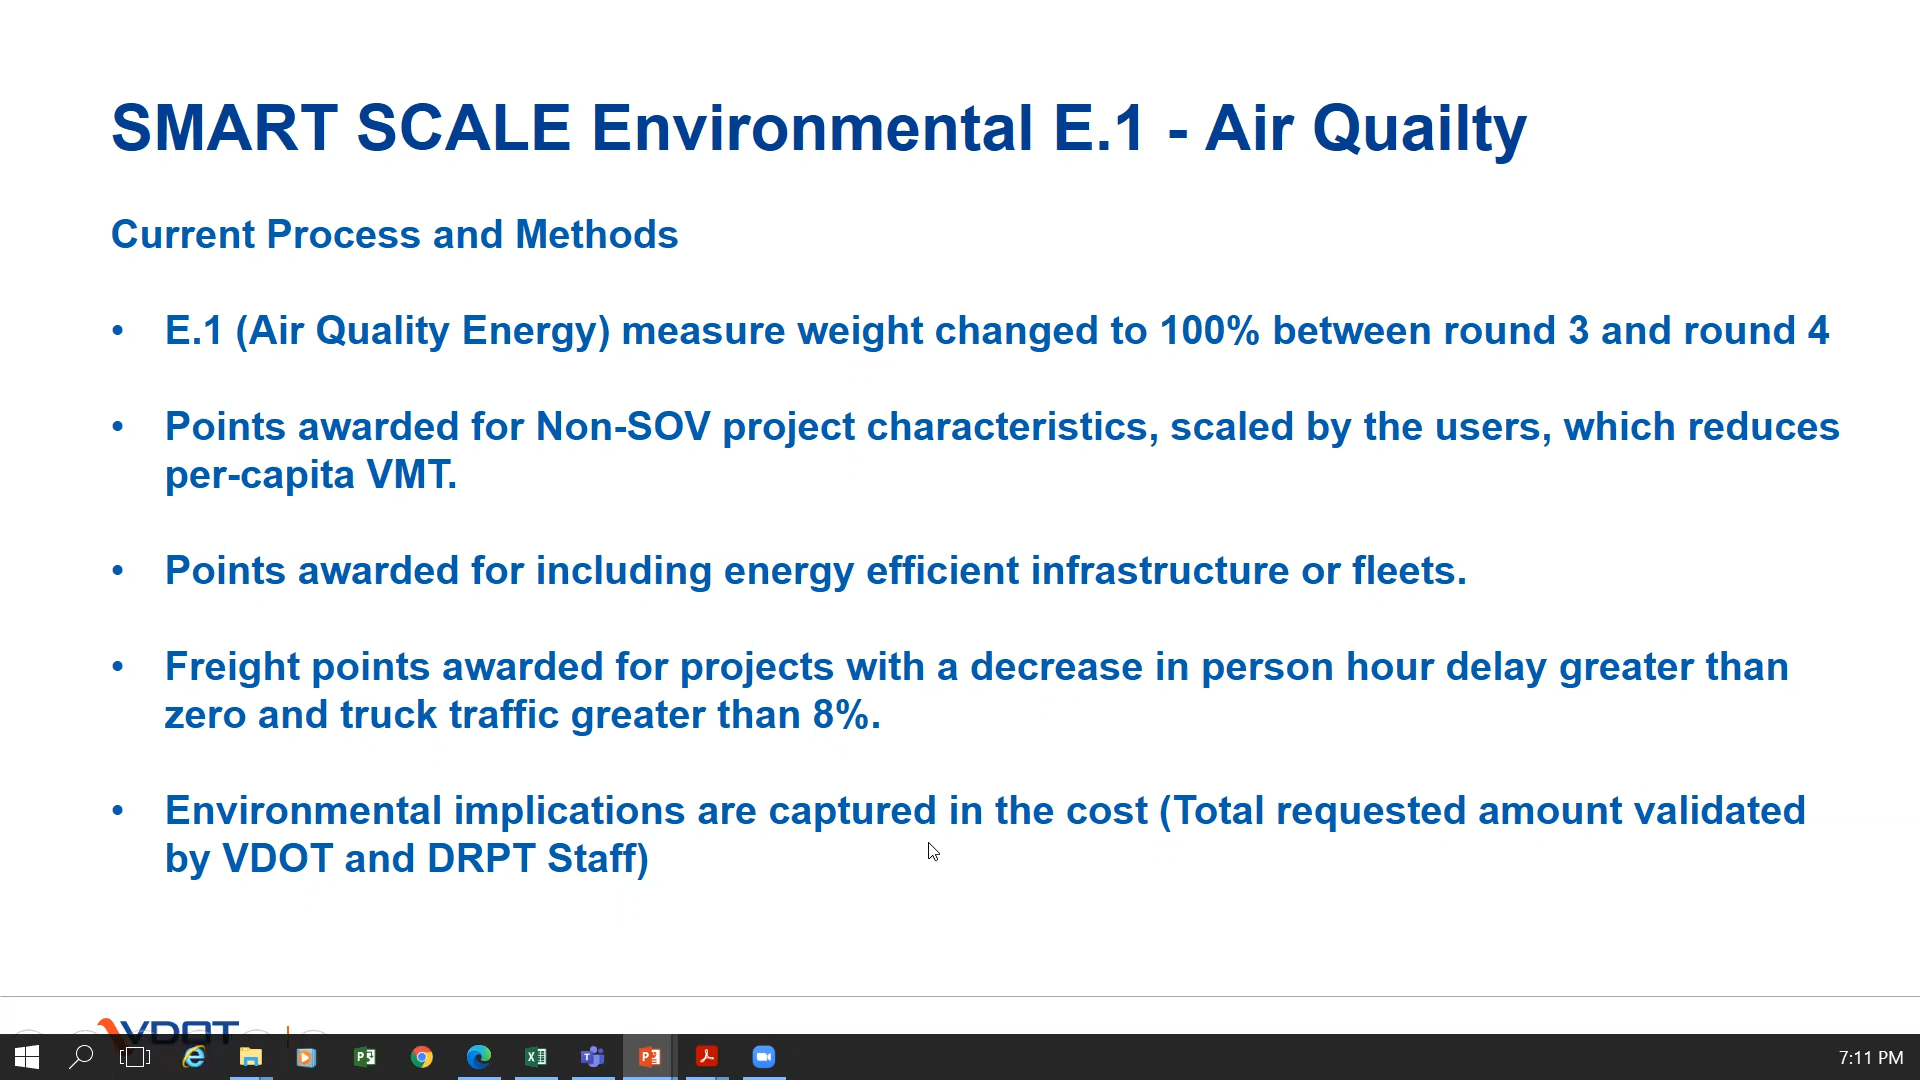 SMART SCALE Environmental E.1 - Air Quailty
Current Process and Methods
• E.1 (Air Quality Energy) measure weight changed to 100% between round 3 and round 4
• Points awarded for Non-SOV project characteristics, scaled by the users, which reduces
per-capita VMT.
• Points awarded for including energy efficient infrastructure or fleets.
• Freight points awarded for projects with a decrease in person hour delay greater than
zero and truck traffic greater than 8%.
• Environmental implications are captured in the cost (Total requested amount validated
by VDOT and DRPT Staff)
VDOT
7:11 PM